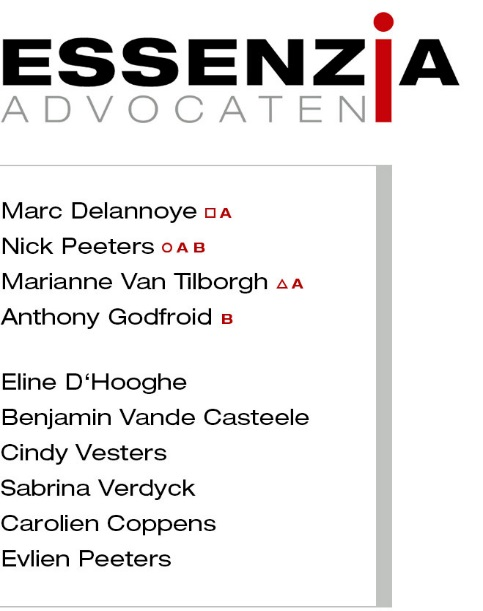 ESSENZiA
ADVOCATEN
Marc Delannoye □ A
Nick Peeters ○ A B
Marianne Van Tilborgh △ A
Anthony Godfroid B
Eline D‘Hooghe
Benjamin Vande Casteele
Cindy Vesters
Sabrina Verdyck
Carolien Coppens
Evlien Peeters